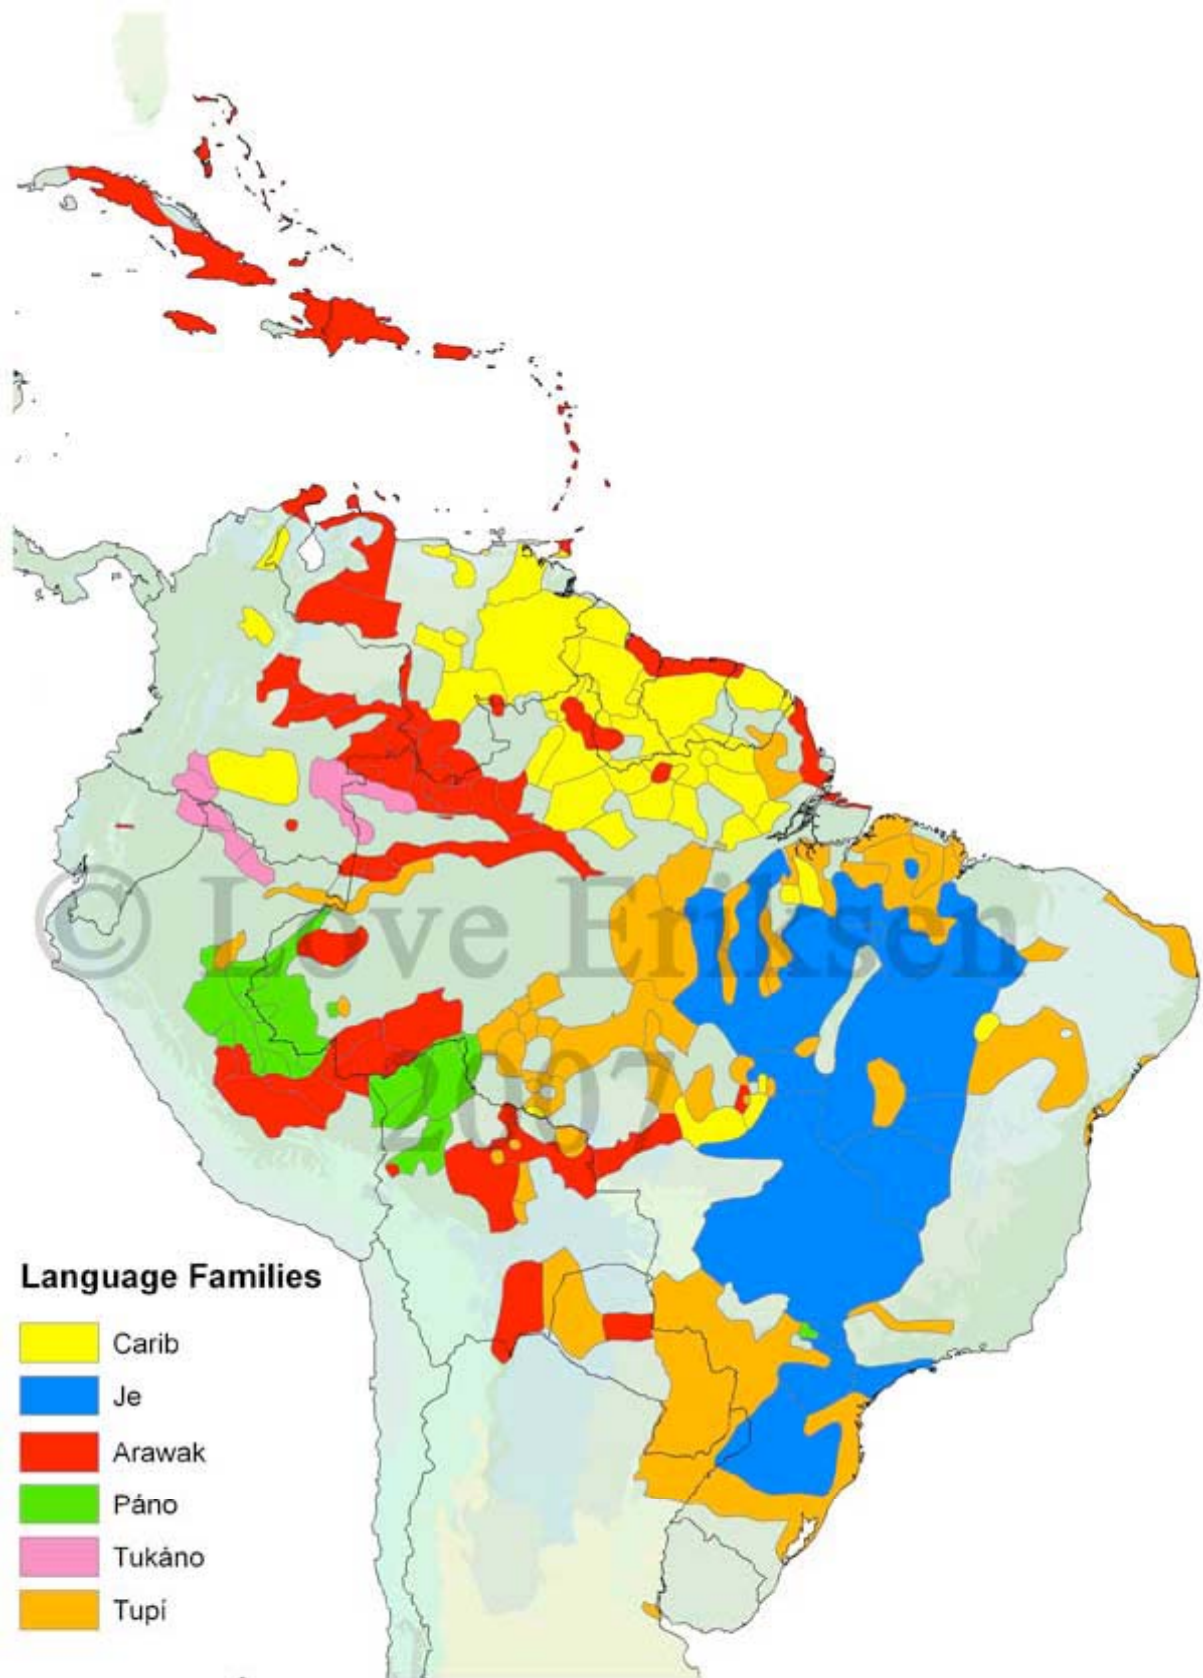 © Love Eriksen
2007
Language Families
Carib
Je
Arawak
Páno
Tukáno
Tupí